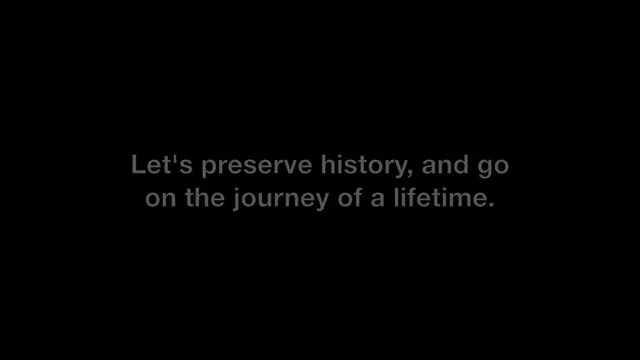 Let's preserve history, and go
on the journey of a lifetime.